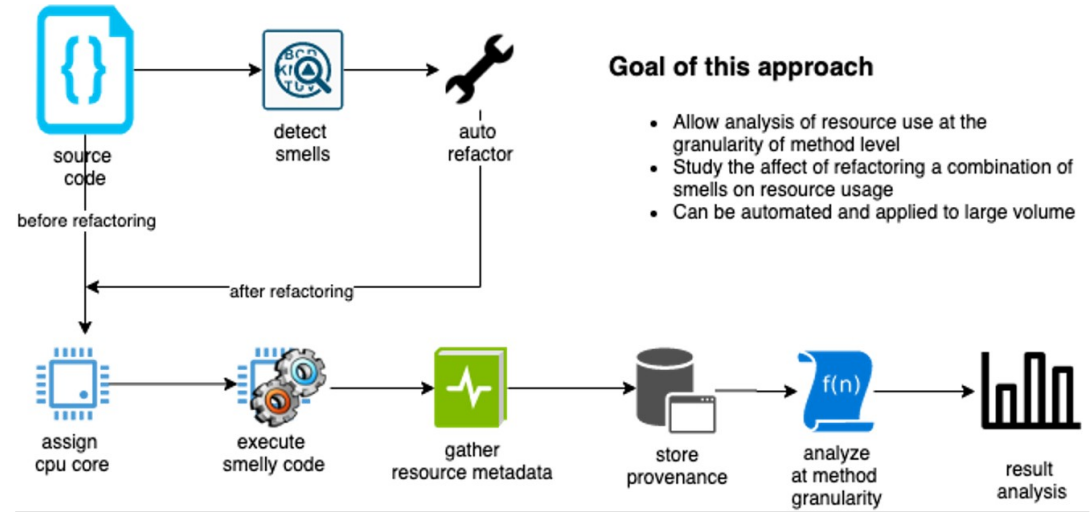 Goal of this approach
• Allow analysis of resource use at the
granularity of method level
• Study the affect of refactoring a combination of
smells on resource usage
• Can be automated and applied to large volume
{}
source
code
detect
smells
auto
refactor
before refactoring
after refactoring
assign
cpu core
execute
smelly code
gather
resource metadata
store
provenance
f(n)
analyze
at method
granularity
result
analysis